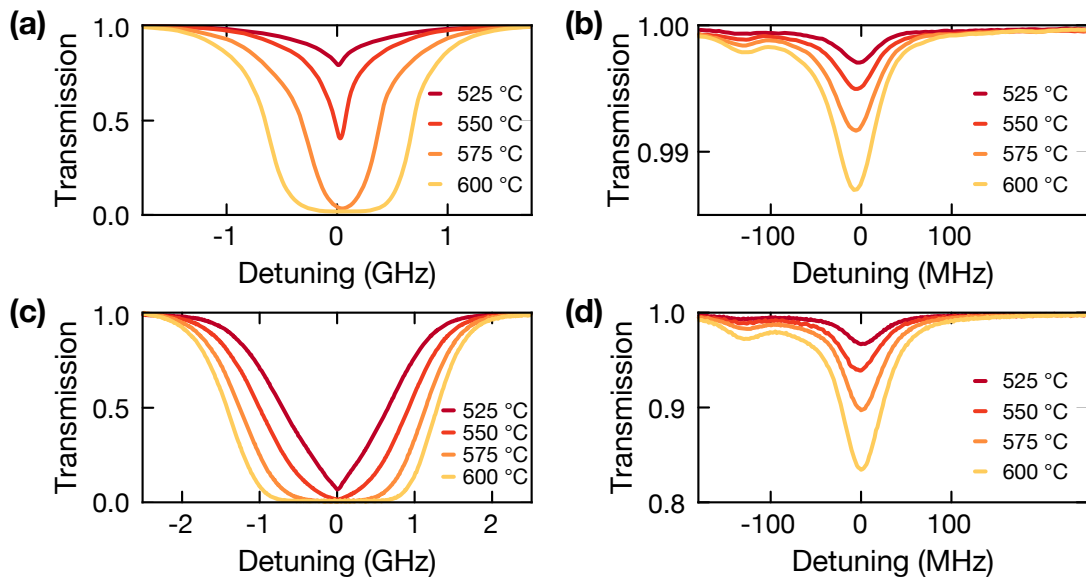 (a)
Transmission
1.0
0.5
0.0
525 °C
550 °C
575 °C
600 °C
-1
0
1
Detuning (GHz)
(b)
Transmission
1.00
0.99
525 °C
550 °C
575 °C
600 °C
-100
0
100
Detuning (MHz)
(c)
Transmission
1.0
0.5
0.0
525 °C
550 °C
575 °C
600 °C
-2
-1
0
1
2
Detuning (GHz)
(d)
Transmission
1.0
0.9
0.8
525 °C
550 °C
575 °C
600 °C
-100
0
100
Detuning (MHz)